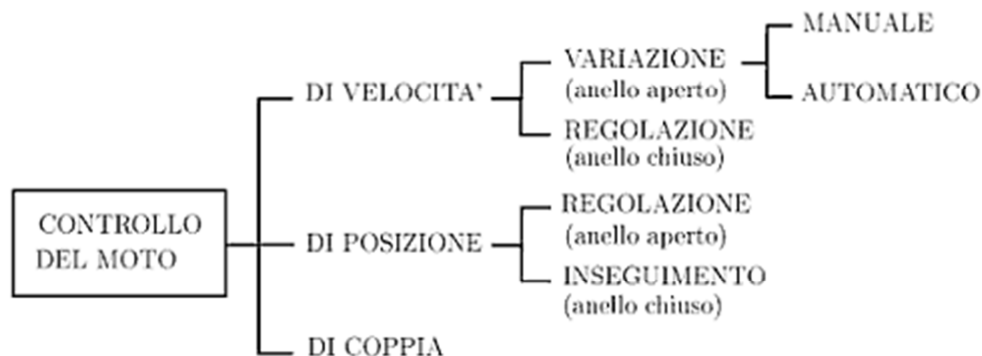 CONTROLLO
DEL MOTO
DI VELOCITA'
VARIAZIONE
(anello aperto)
MANUALE
AUTOMATICO
REGOLAZIONE
(anello chiuso)
DI POSIZIONE
REGOLAZIONE
(anello aperto)
INSEGUIMENTO
(anello chiuso)
DI COPPIA